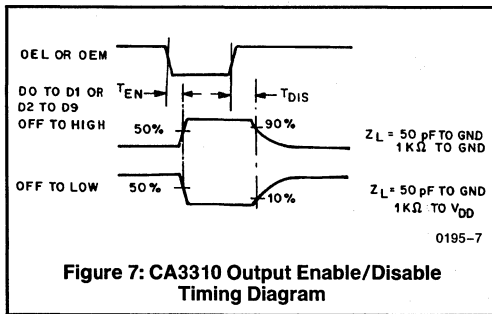 OEL OR OEM
DO TO D1 OR
D2 TO D9
TEN
TDIS
OFF TO HIGH
50%
90%
ZL = 50 pF TO GND
1KΩ TO GND
OFF TO LOW
50%
10%
ZL = 50 pF TO GND
1KΩ TO VDD
0195-7
Figure 7: CA3310 Output Enable/Disable
Timing Diagram